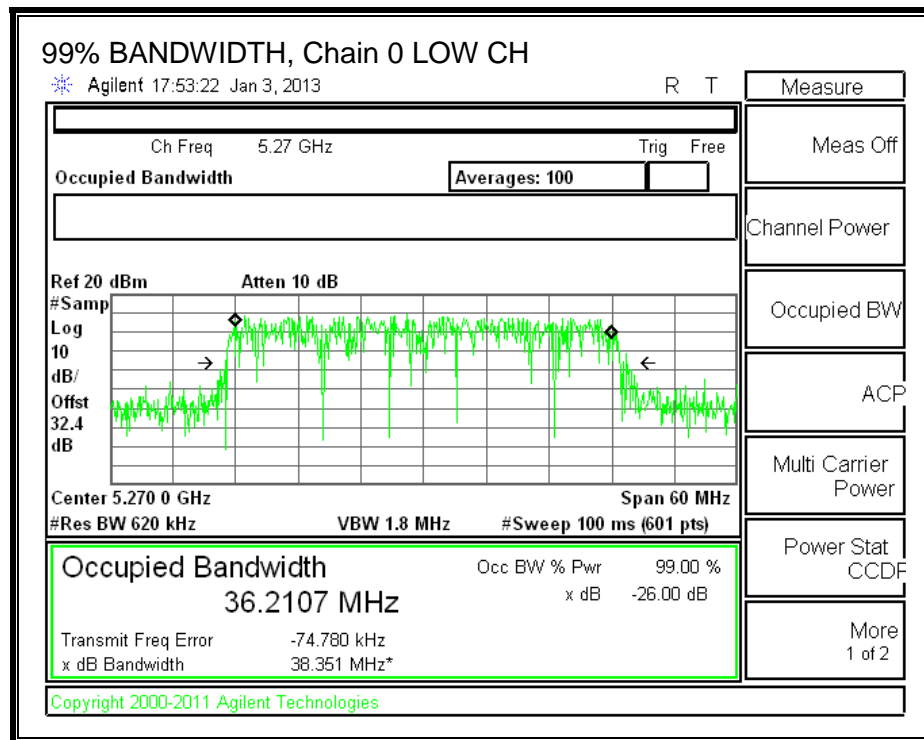 99% BANDWIDTH, Chain 0 LOW CH
Agilent 17:53:22 Jan 3, 2013 R T
Measure
Ch Freq 5.27 GHz Trig Free
Meas Off
Occupied Bandwidth Averages: 100
Channel Power
Ref 20 dBm Atten 10 dB
#Samp
Log
10
dB/
Offst
32.4
dB
Occupied BW
ACP
Center 5.270 0 GHz Span 60 MHz
#Res BW 620 kHz VBW 1.8 MHz #Sweep 100 ms (601 pts)
Multi Carrier
Power
Occupied Bandwidth Occ BW % Pwr 99.00 %
36.2107 MHz x dB -26.00 dB
Power Stat
CCDF
Transmit Freq Error -74.780 kHz
x dB Bandwidth 38.351 MHz*
More
1 of 2
Copyright 2000-2011 Agilent Technologies